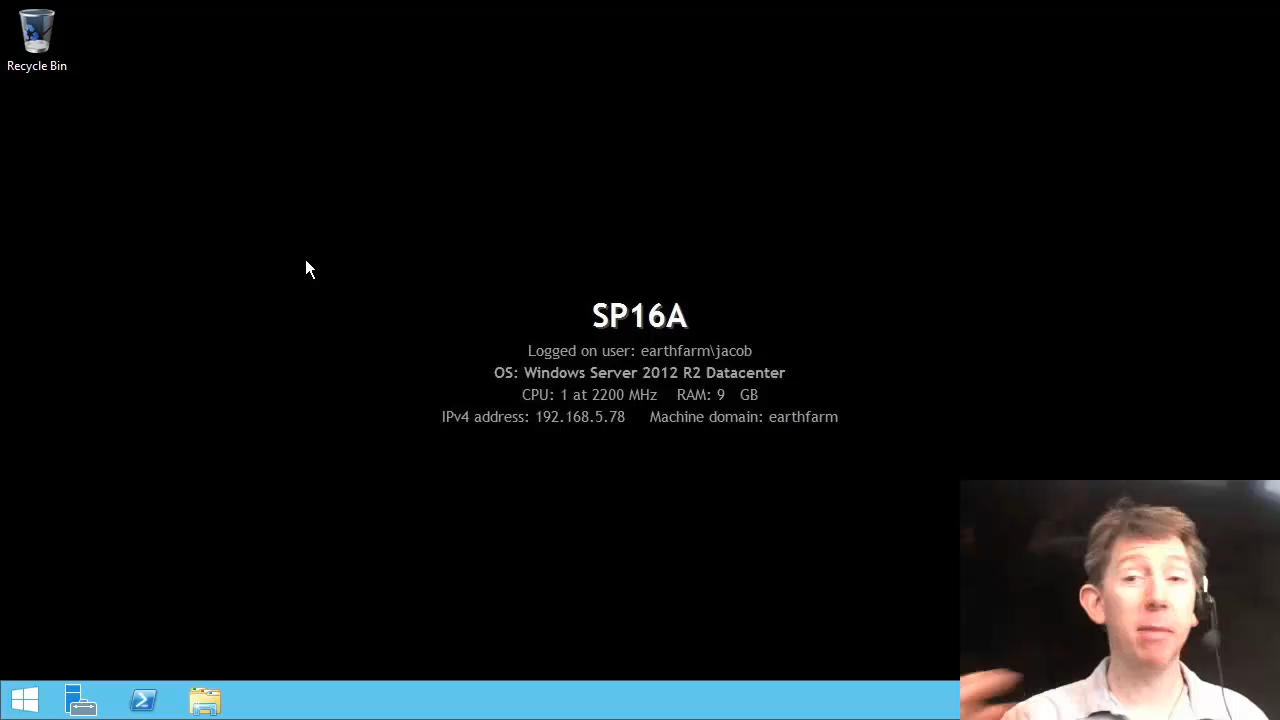 Recycle Bin
SP16A
Logged on user: earthfarm\jacob
OS: Windows Server 2012 R2 Datacenter
CPU: 1 at 2200 MHz RAM: 9 GB
IPv4 address: 192.168.5.78 Machine domain: earthfarm